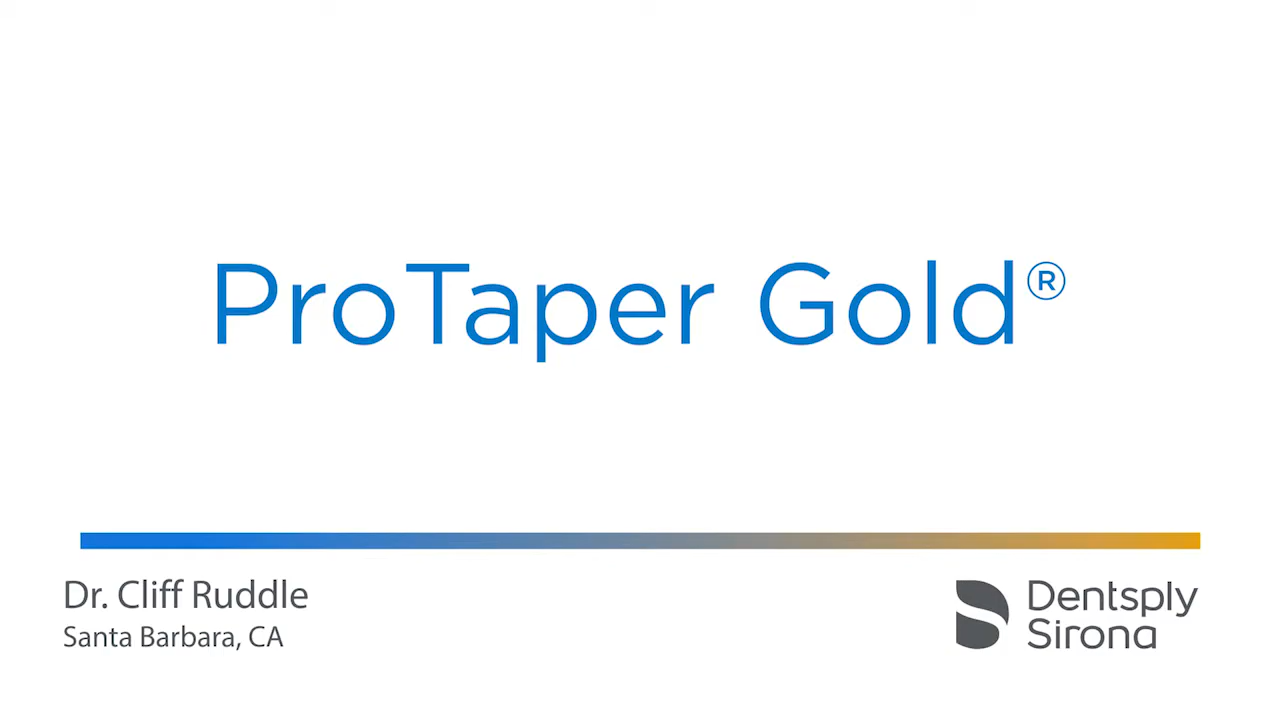 ProTaper Gold®
Dr. Cliff Ruddle
Santa Barbara, CA
Dentsply
Sirona